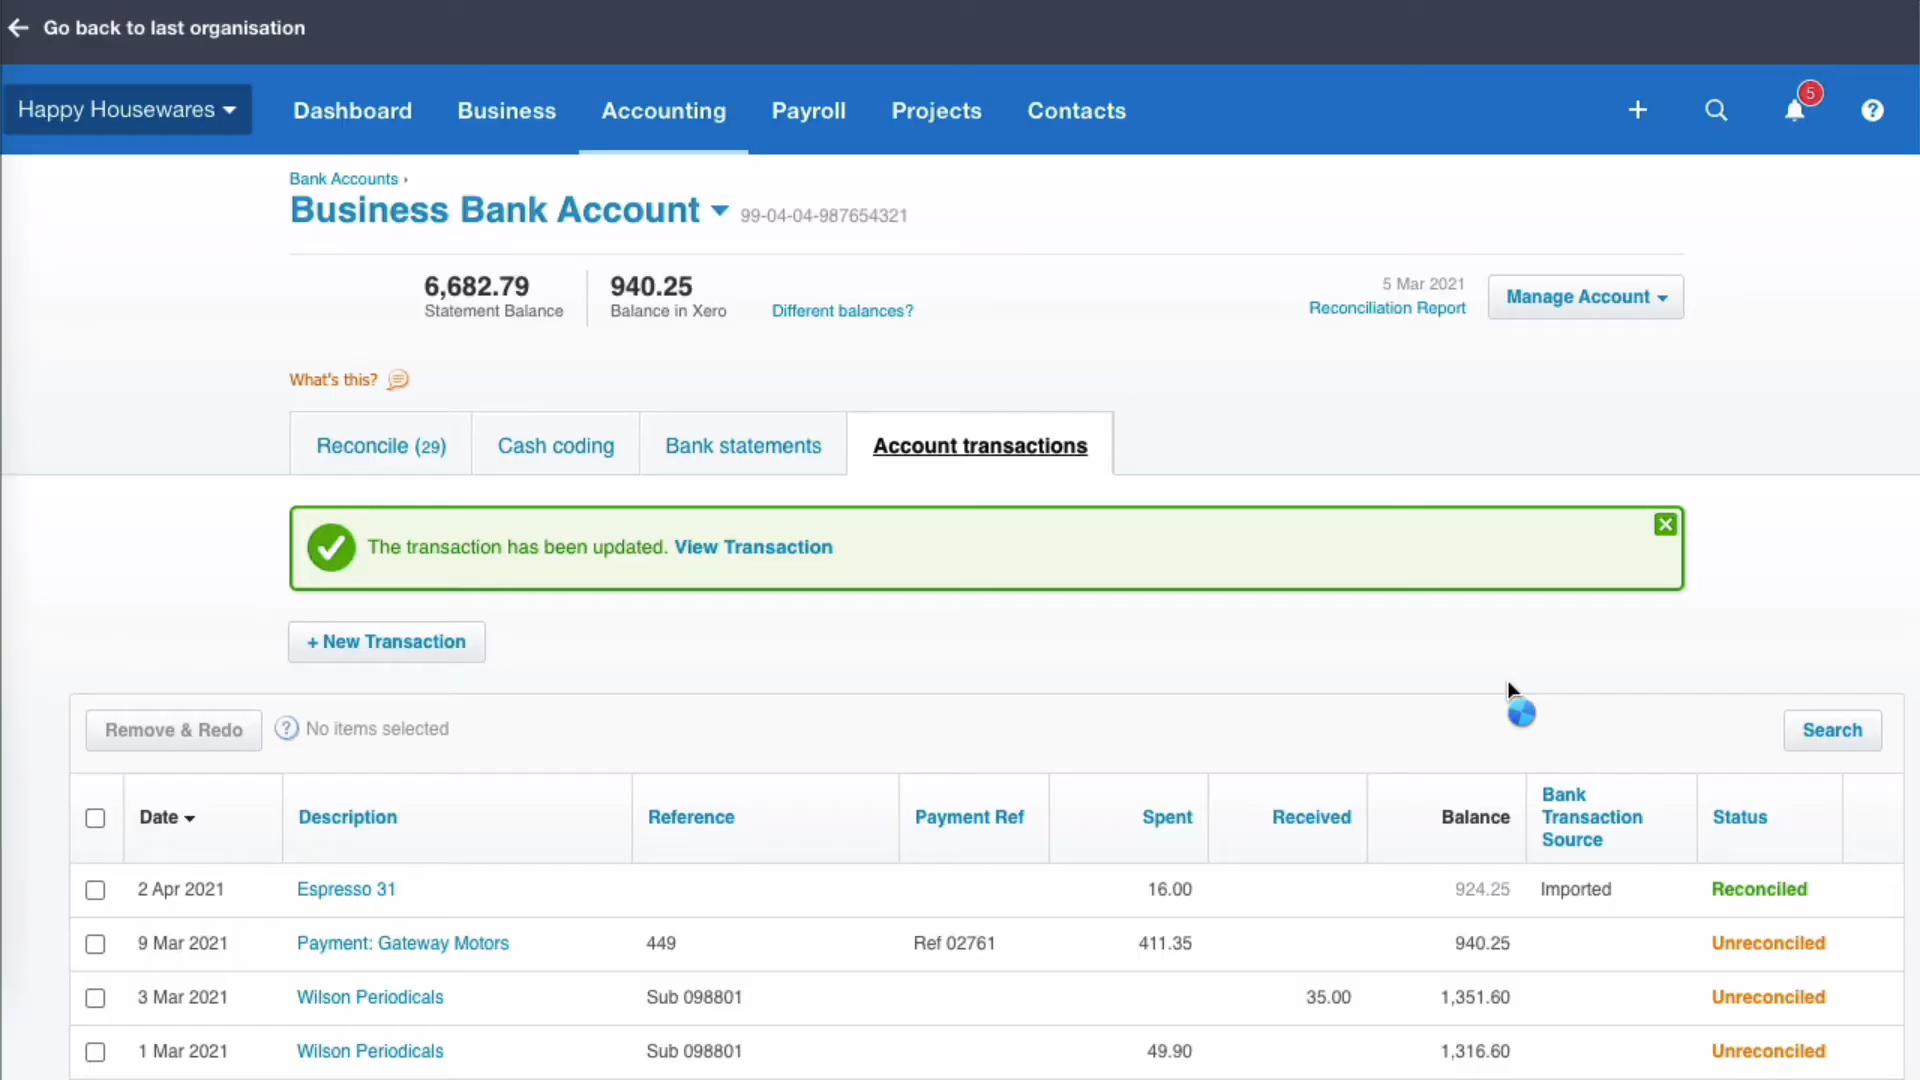 Go back to last organisation
Happy Housewares Dashboard Business Accounting Payroll Projects Contacts 5
Bank Accounts ›
Business Bank Account 99-04-04-987654321
6,682.79 940.25 5 Mar 2021
Statement Balance Balance in Xero Different balances? Reconciliation Report Manage Account
What's this?
Reconcile (29) Cash coding Bank statements Account transactions
The transaction has been updated. View Transaction
+ New Transaction
Remove & Redo ? No items selected Search
Date Description Reference Payment Ref Spent Received Balance Bank Transaction Source Status
2 Apr 2021 Espresso 31 16.00 924.25 Imported Reconciled
9 Mar 2021 Payment: Gateway Motors 449 Ref 02761 411.35 940.25 Unreconciled
3 Mar 2021 Wilson Periodicals Sub 098801 35.00 1,351.60 Unreconciled
1 Mar 2021 Wilson Periodicals Sub 098801 49.90 1,316.60 Unreconciled